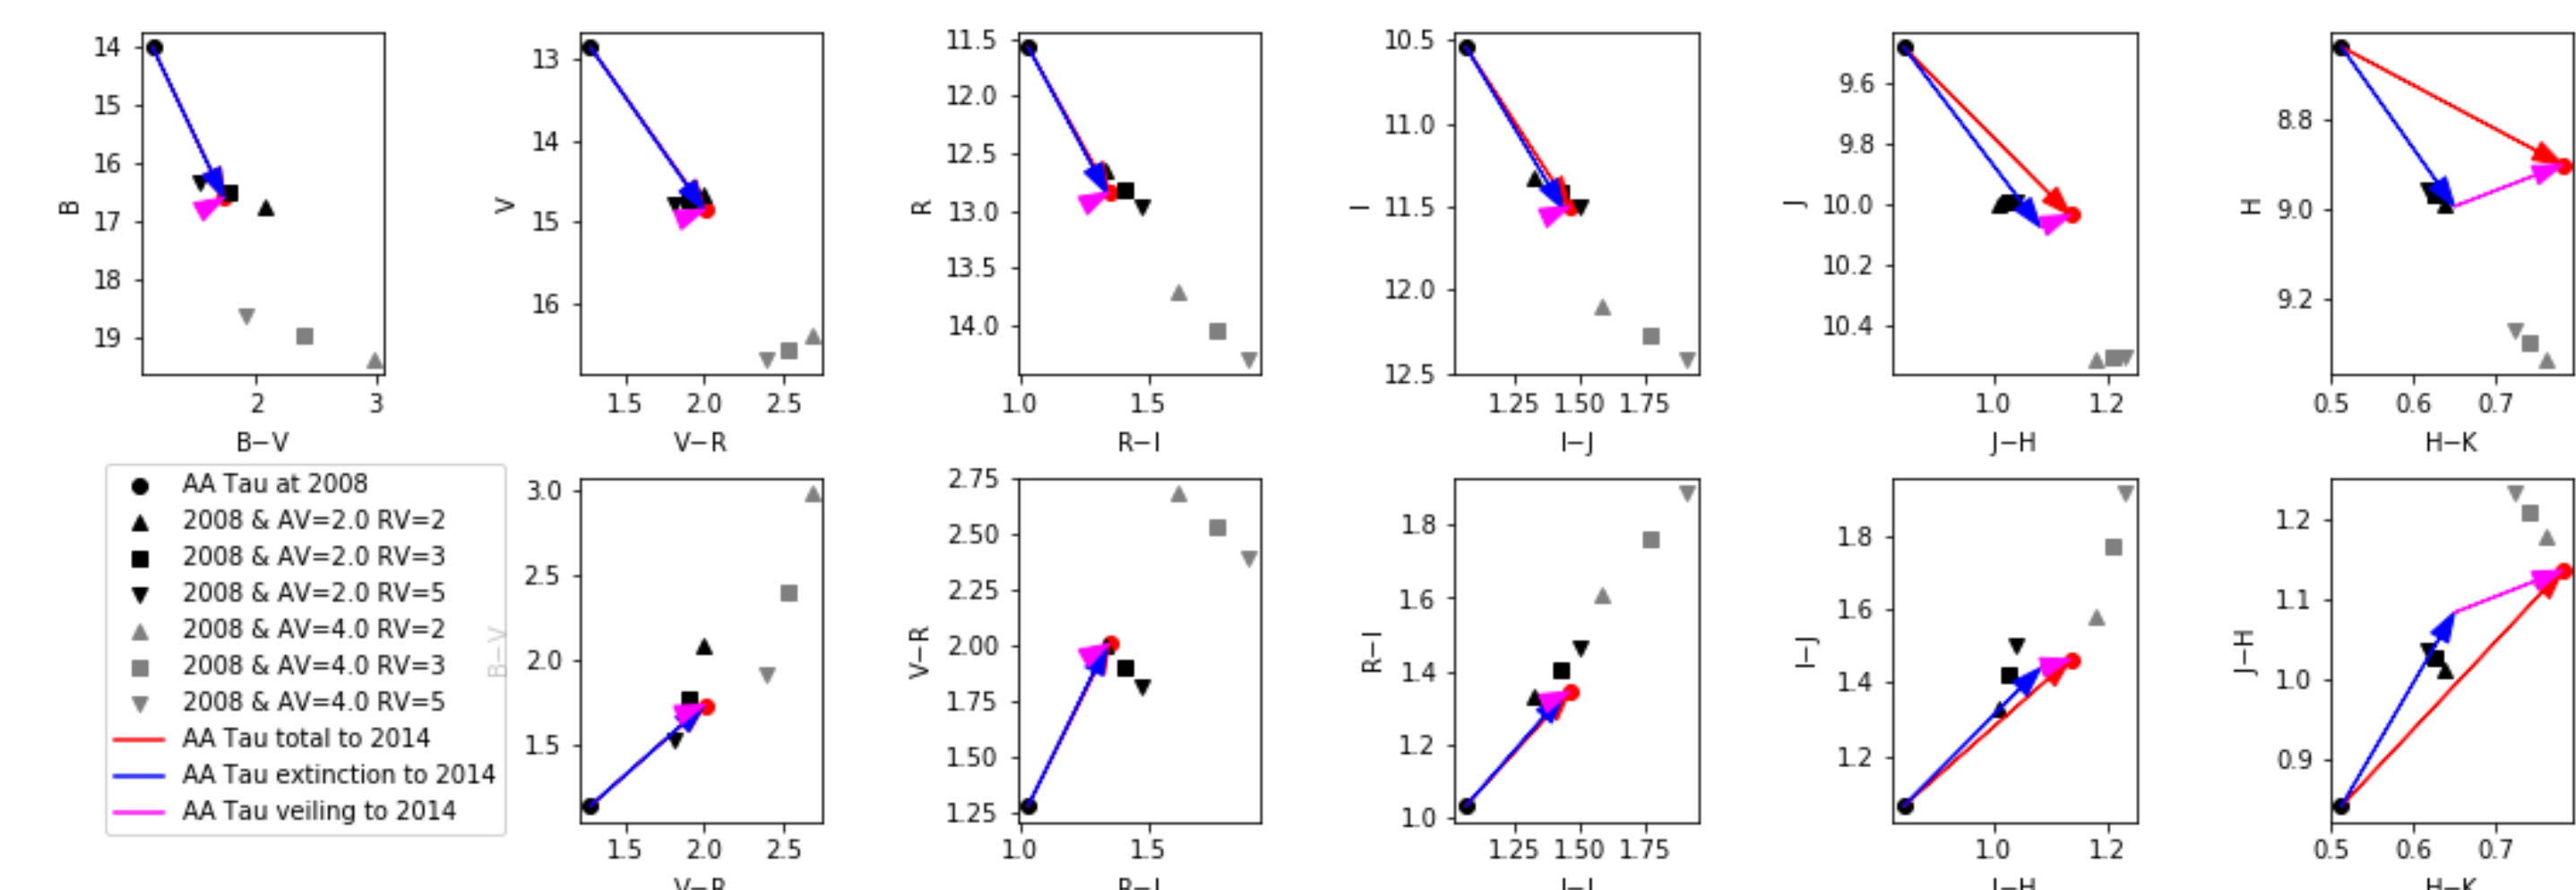 14
15
16
17
18
19
B
2
3
B−V
13
14
15
16
V
1.5
2.0
2.5
V−R
11.5
12.0
12.5
13.0
13.5
14.0
R
1.0
1.5
R−I
10.5
11.0
11.5
12.0
12.5
I
1.25
1.50
1.75
I−J
9.6
9.8
10.0
10.2
10.4
J
1.0
1.2
J−H
8.8
9.0
9.2
H
0.5
0.6
0.7
H−K
AA Tau at 2008
2008 & AV=2.0 RV=2
2008 & AV=2.0 RV=3
2008 & AV=2.0 RV=5
2008 & AV=4.0 RV=2
2008 & AV=4.0 RV=3
2008 & AV=4.0 RV=5
AA Tau total to 2014
AA Tau extinction to 2014
AA Tau veiling to 2014
B−V
3.0
2.5
2.0
1.5
1.5
2.0
2.5
V−R
2.75
2.50
2.25
2.00
1.75
1.50
1.25
V−R
1.0
1.5
R−I
1.8
1.6
1.4
1.2
1.0
R−I
1.25
1.50
1.75
I−J
1.8
1.6
1.4
1.2
I−J
1.0
1.2
J−H
1.2
1.1
1.0
0.9
J−H
0.5
0.6
0.7
H−K